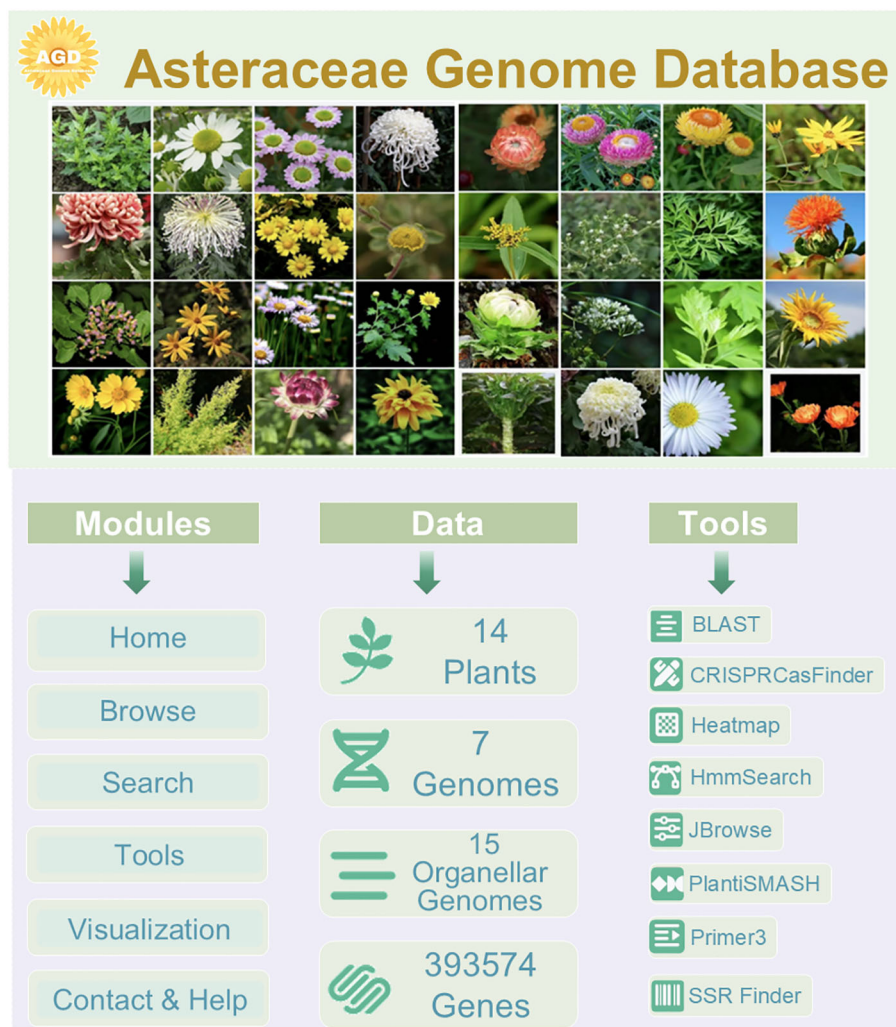 AGD
Asteraceae Genome Database
Modules
Data
Tools
Home
Browse
Search
Tools
Visualization
Contact & Help
14
Plants
7
Genomes
15
Organellar
Genomes
393574
Genes
BLAST
CRISPRCasFinder
Heatmap
HmmSearch
JBrowse
PlantiSMASH
Primer3
SSR Finder